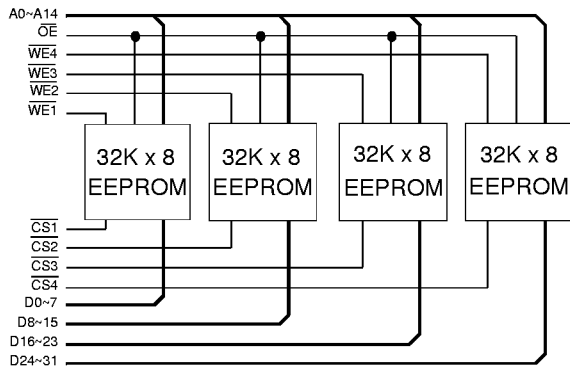 A0~A14
OE
WE4
WE3
WE2
WE1
32K x 8
EEPROM
32K x 8
EEPROM
32K x 8
EEPROM
32K x 8
EEPROM
CS1
CS2
CS3
CS4
D0~7
D8~15
D16~23
D24~31